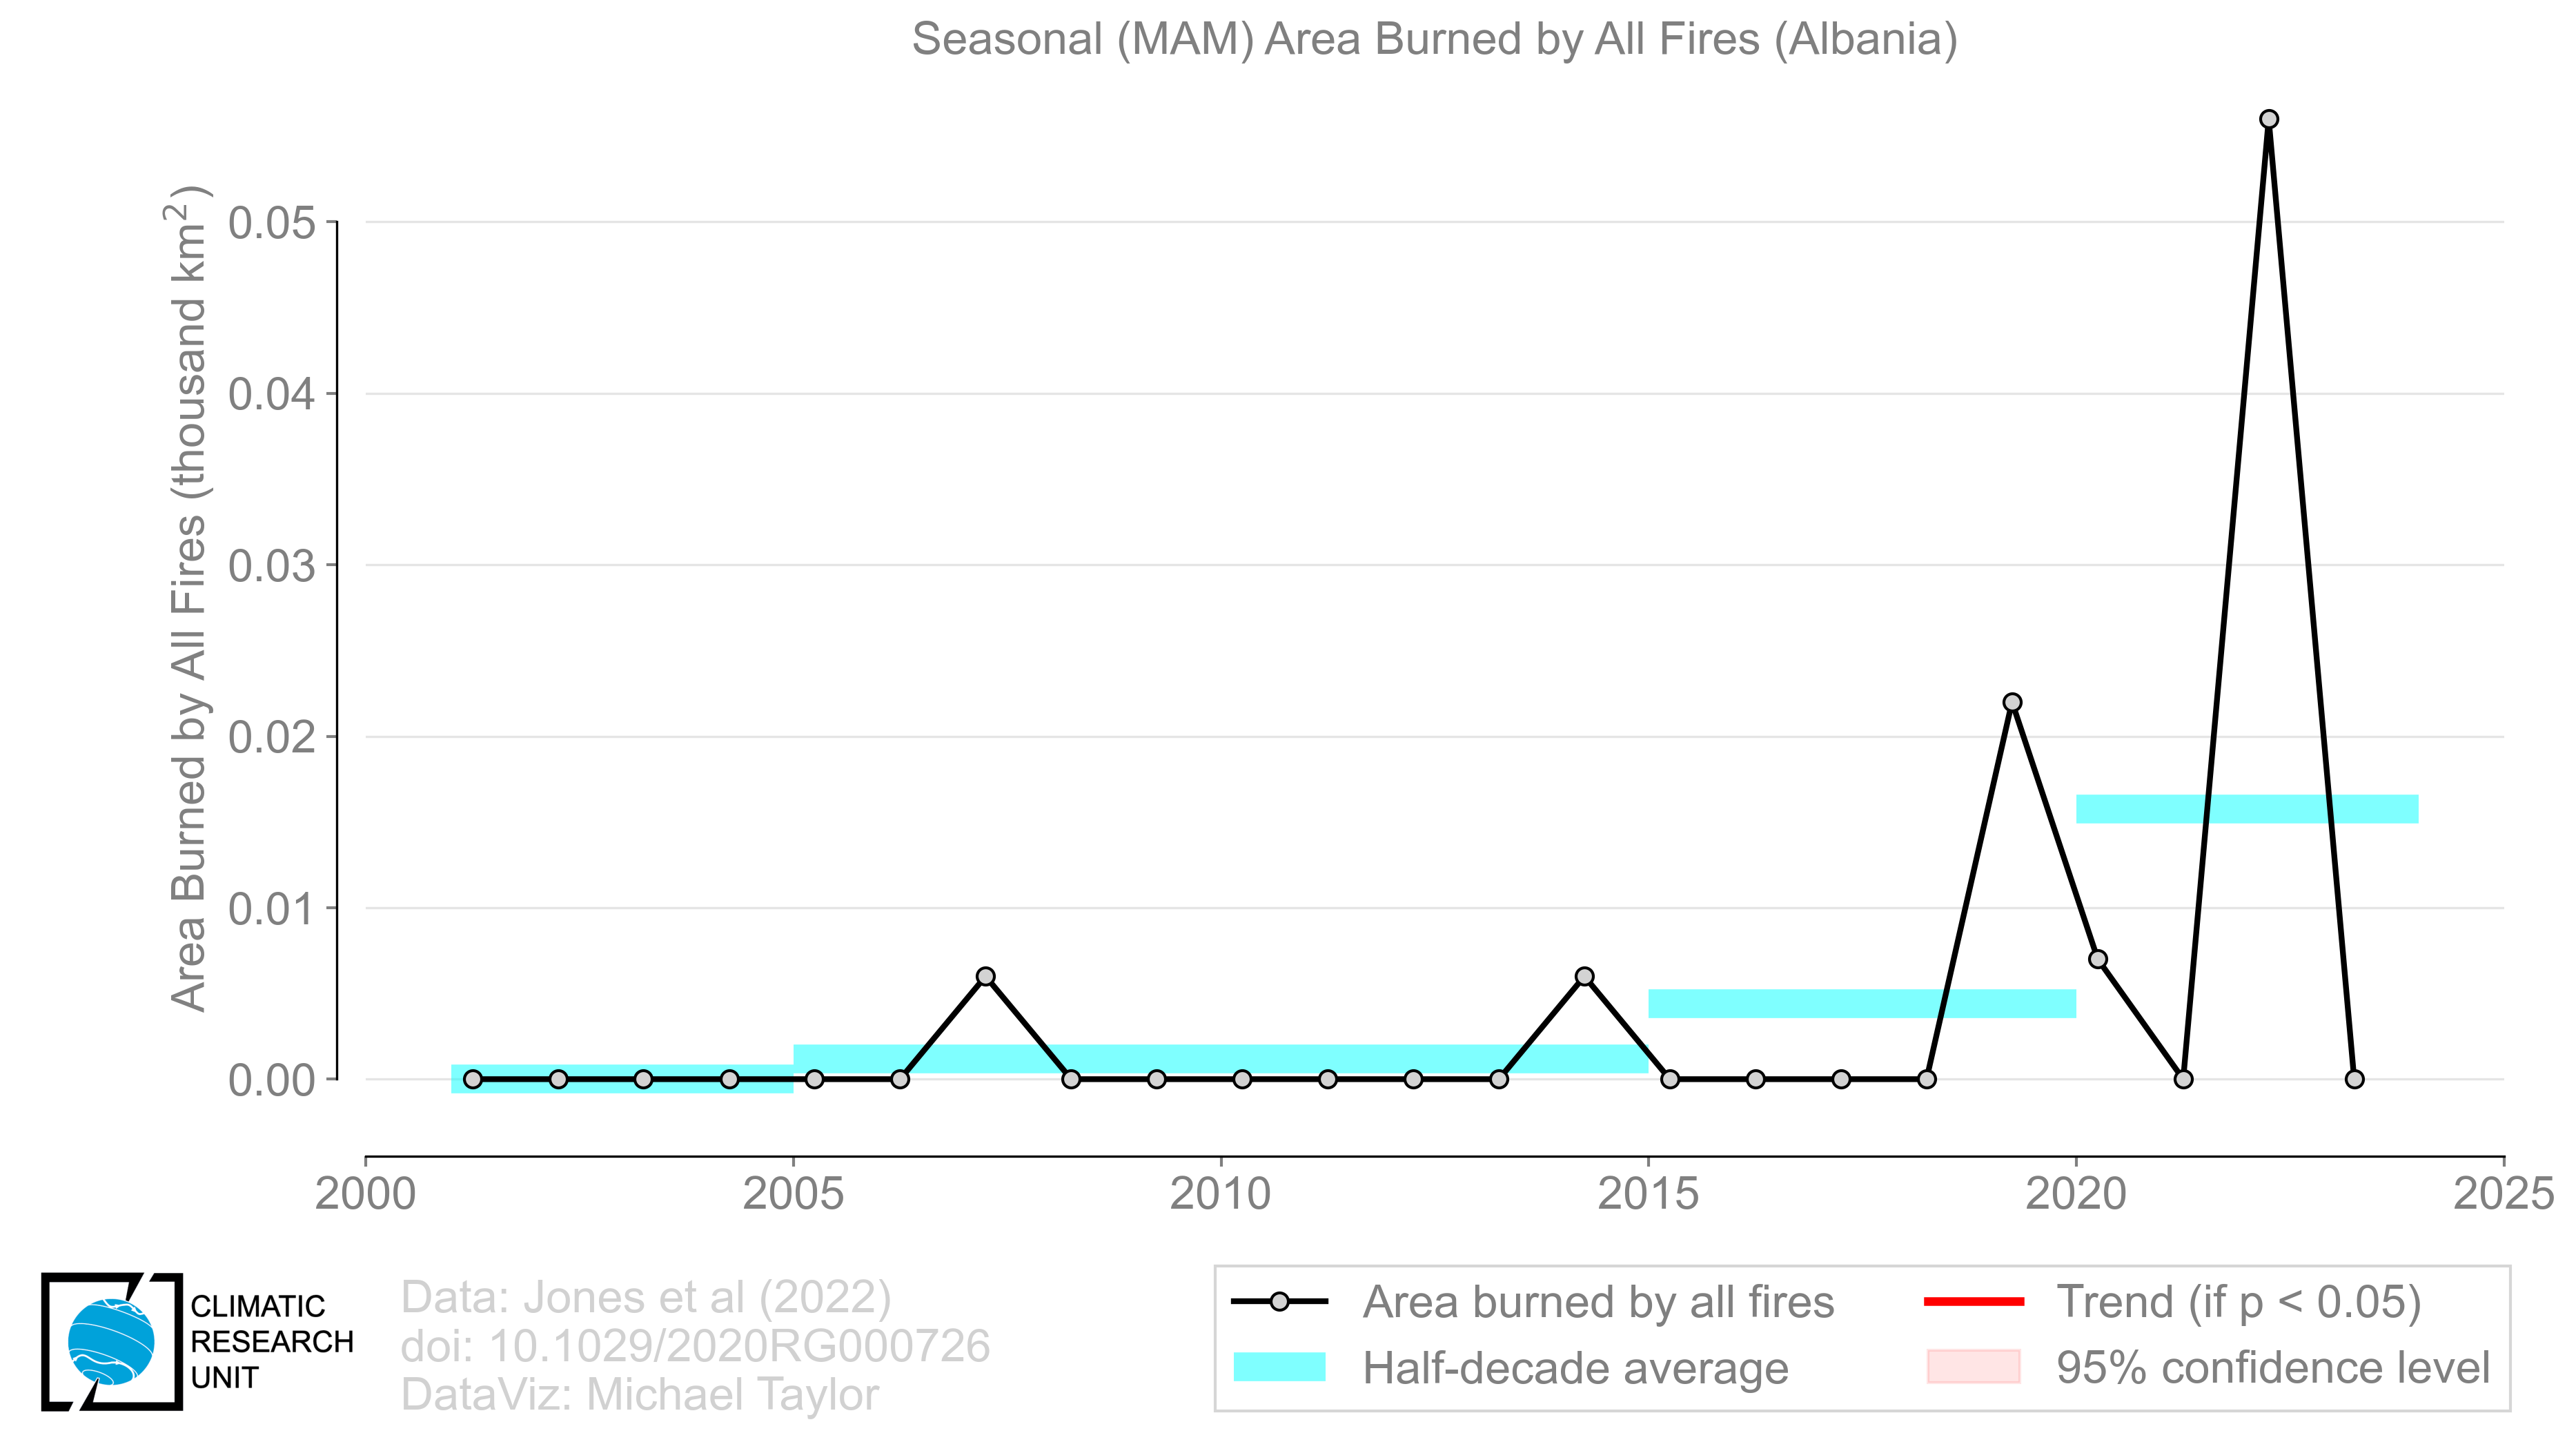 Seasonal (MAM) Area Burned by All Fires (Albania)
Area Burned by All Fires (thousand km²)
0.05
0.04
0.03
0.02
0.01
0.00
2000 2005 2010 2015 2020 2025
CLIMATIC
RESEARCH
UNIT
Data: Jones et al (2022)
doi: 10.1029/2020RG000726
DataViz: Michael Taylor
Area burned by all fires
Half-decade average
Trend (if p < 0.05)
95% confidence level